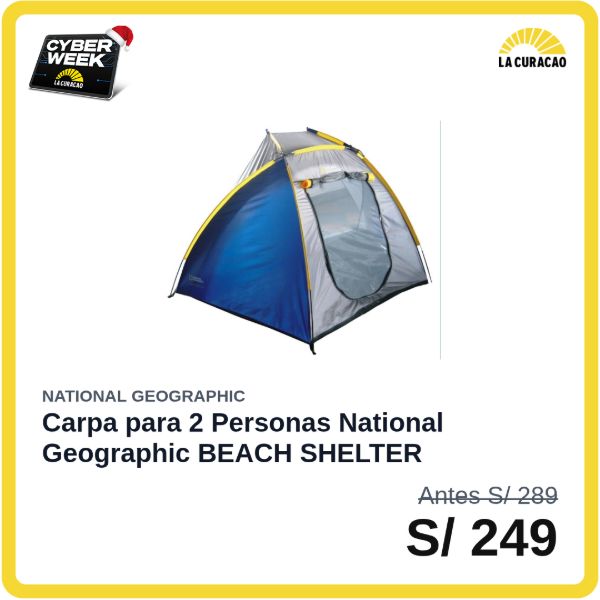 CYBER
WEEK
LA CURACAO
LA CURACAO
NATIONAL GEOGRAPHIC
Carpa para 2 Personas National
Geographic BEACH SHELTER
Antes S/ 289
S/ 249